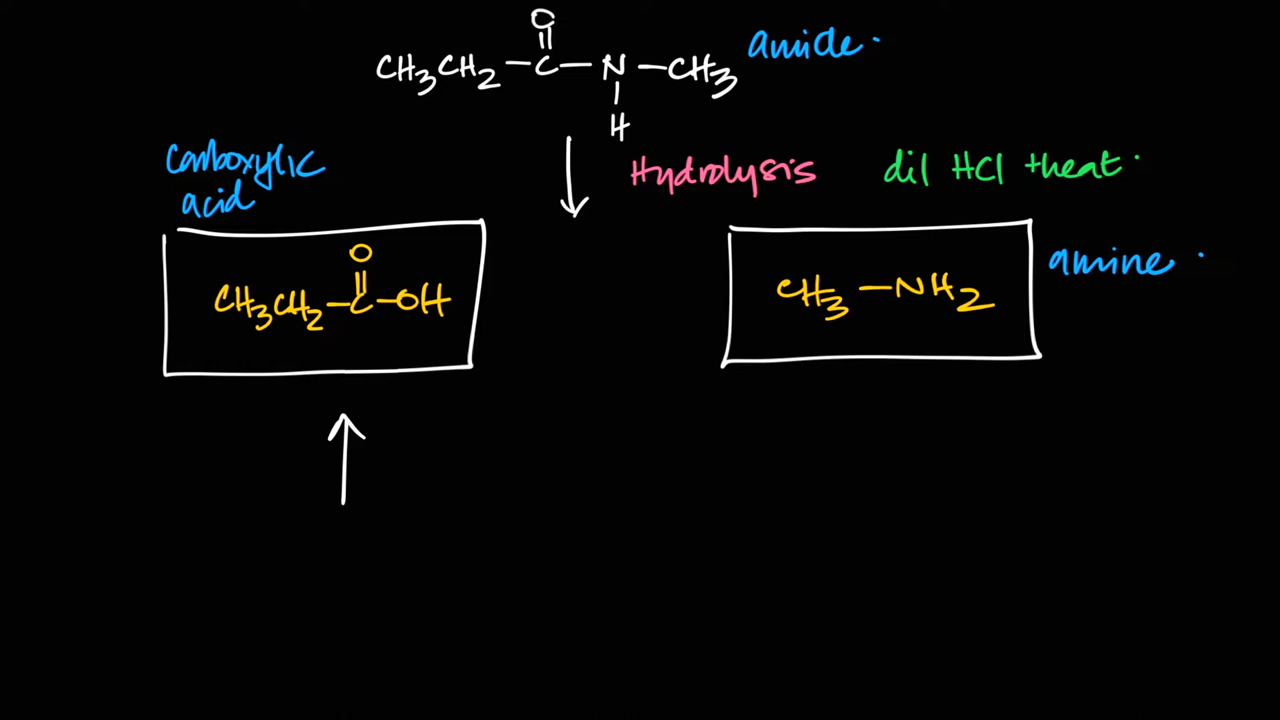 O
||
CH3CH2 - C - N - CH3 amide.
|
H
Carboxylic
acid
Hydrolysis dil HCl + heat.
O
||
CH3CH2 - C - OH
CH3 - NH2
amine.